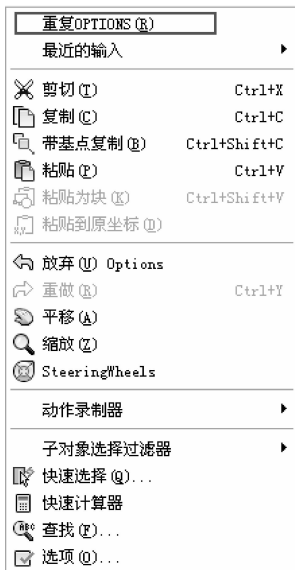 重复OPTIONS(R)
最近的输入
剪切(T) Ctrl+X
复制(C) Ctrl+C
带基点复制(B) Ctrl+Shift+C
粘贴(P) Ctrl+V
粘贴为块(K) Ctrl+Shift+V
粘贴到原坐标(D)
放弃(U) Options
重做(R) Ctrl+Y
平移(A)
缩放(Z)
SteeringWheels
动作录制器
子对象选择过滤器
快速选择(Q)...
快速计算器
查找(F)...
选项(O)...